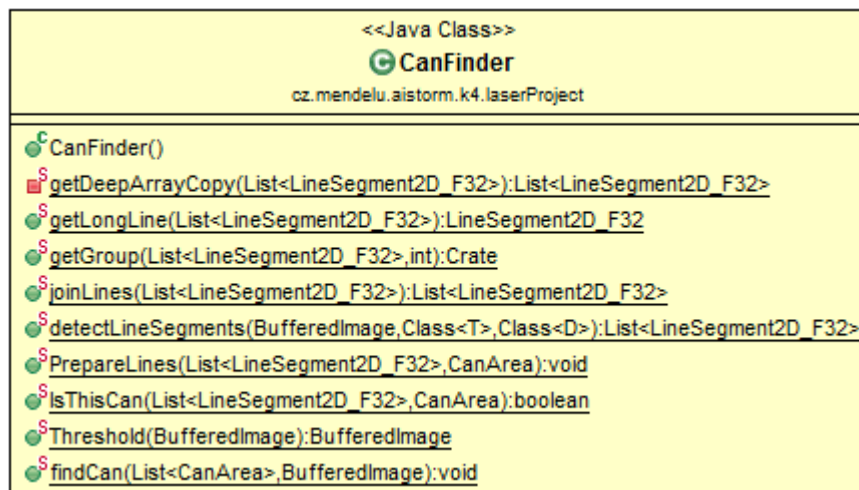 <<Java Class>>
C CanFinder
cz.mendelu.aistorm.k4.laserProject
C CanFinder()
S getDeepArrayCopy(List<LineSegment2D_F32>):List<LineSegment2D_F32>
S getLongLine(List<LineSegment2D_F32>):LineSegment2D_F32
S getGroup(List<LineSegment2D_F32>,int):Crate
S joinLines(List<LineSegment2D_F32>):List<LineSegment2D_F32>
S detectLineSegments(BufferedImage,Class<T>,Class<D>):List<LineSegment2D_F32>
S PrepareLines(List<LineSegment2D_F32>,CanArea):void
S IsThisCan(List<LineSegment2D_F32>,CanArea):boolean
S Threshold(BufferedImage):BufferedImage
S findCan(List<CanArea>,BufferedImage):void